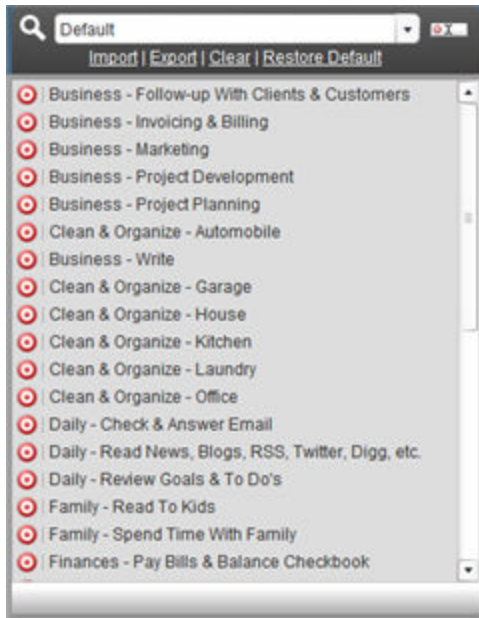 Default
Import | Export | Clear | Restore Default
Business - Follow-up With Clients & Customers
Business - Invoicing & Billing
Business - Marketing
Business - Project Development
Business - Project Planning
Clean & Organize - Automobile
Business - Write
Clean & Organize - Garage
Clean & Organize - House
Clean & Organize - Kitchen
Clean & Organize - Laundry
Clean & Organize - Office
Daily - Check & Answer Email
Daily - Read News, Blogs, RSS, Twitter, Digg, etc.
Daily - Review Goals & To Do's
Family - Read To Kids
Family - Spend Time With Family
Finances - Pay Bills & Balance Checkbook